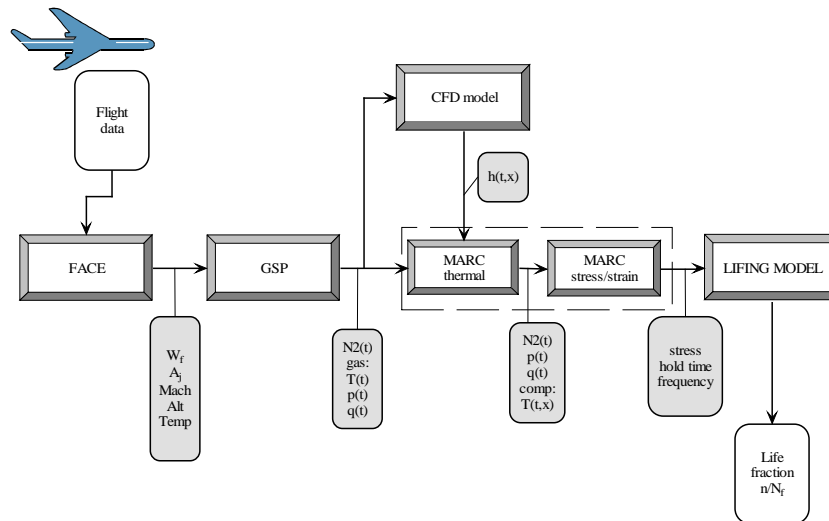 Flight
data
CFD model
h(t,x)
FACE
GSP
MARC
thermal
MARC
stress/strain
LIFING MODEL
W_f
A_j
Mach
Alt
Temp
N2(t)
gas:
T(t)
p(t)
q(t)
N2(t)
p(t)
q(t)
comp:
T(t,x)
stress
hold time
frequency
Life
fraction
n/N_f